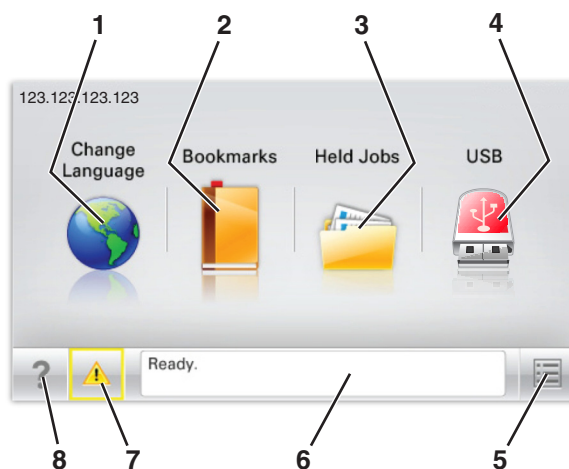 1 2 3 4
123.123.123.123
Change
Language
Bookmarks
Held Jobs
USB
?
Ready.
8 7 6 5